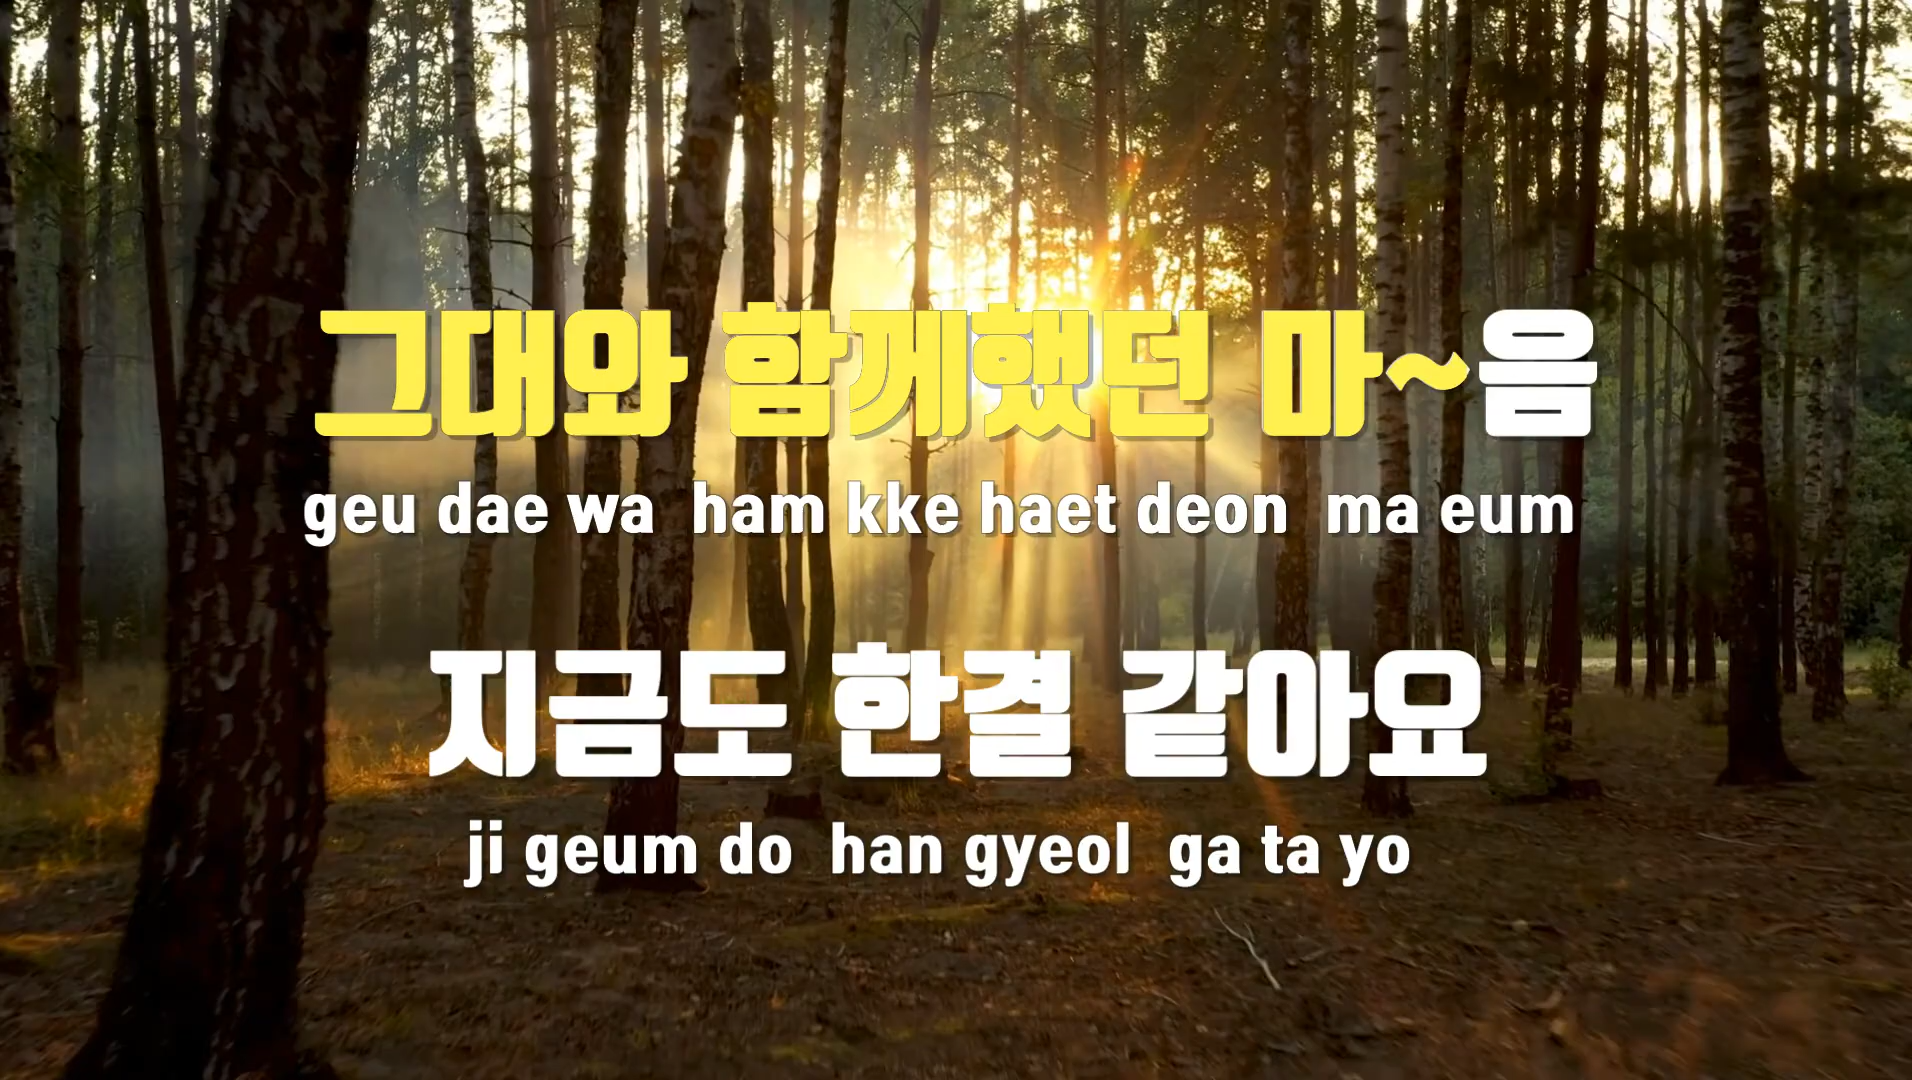 그대와 함께했던 마~음
geu dae wa ham kke haet deon ma eum
지금도 한결 같아요
ji geum do han gyeol ga ta yo